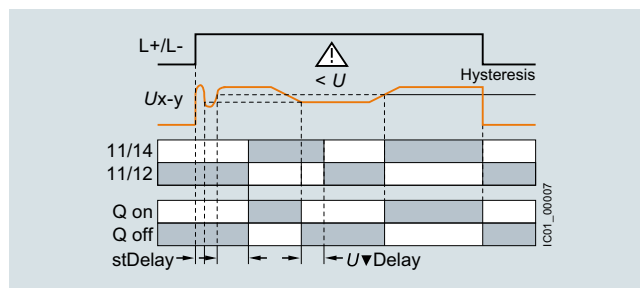 L+/L-
< U
Hysteresis
Ux-y
11/14
11/12
Q on
Q off
stDelay
U▼Delay
IC01_00007